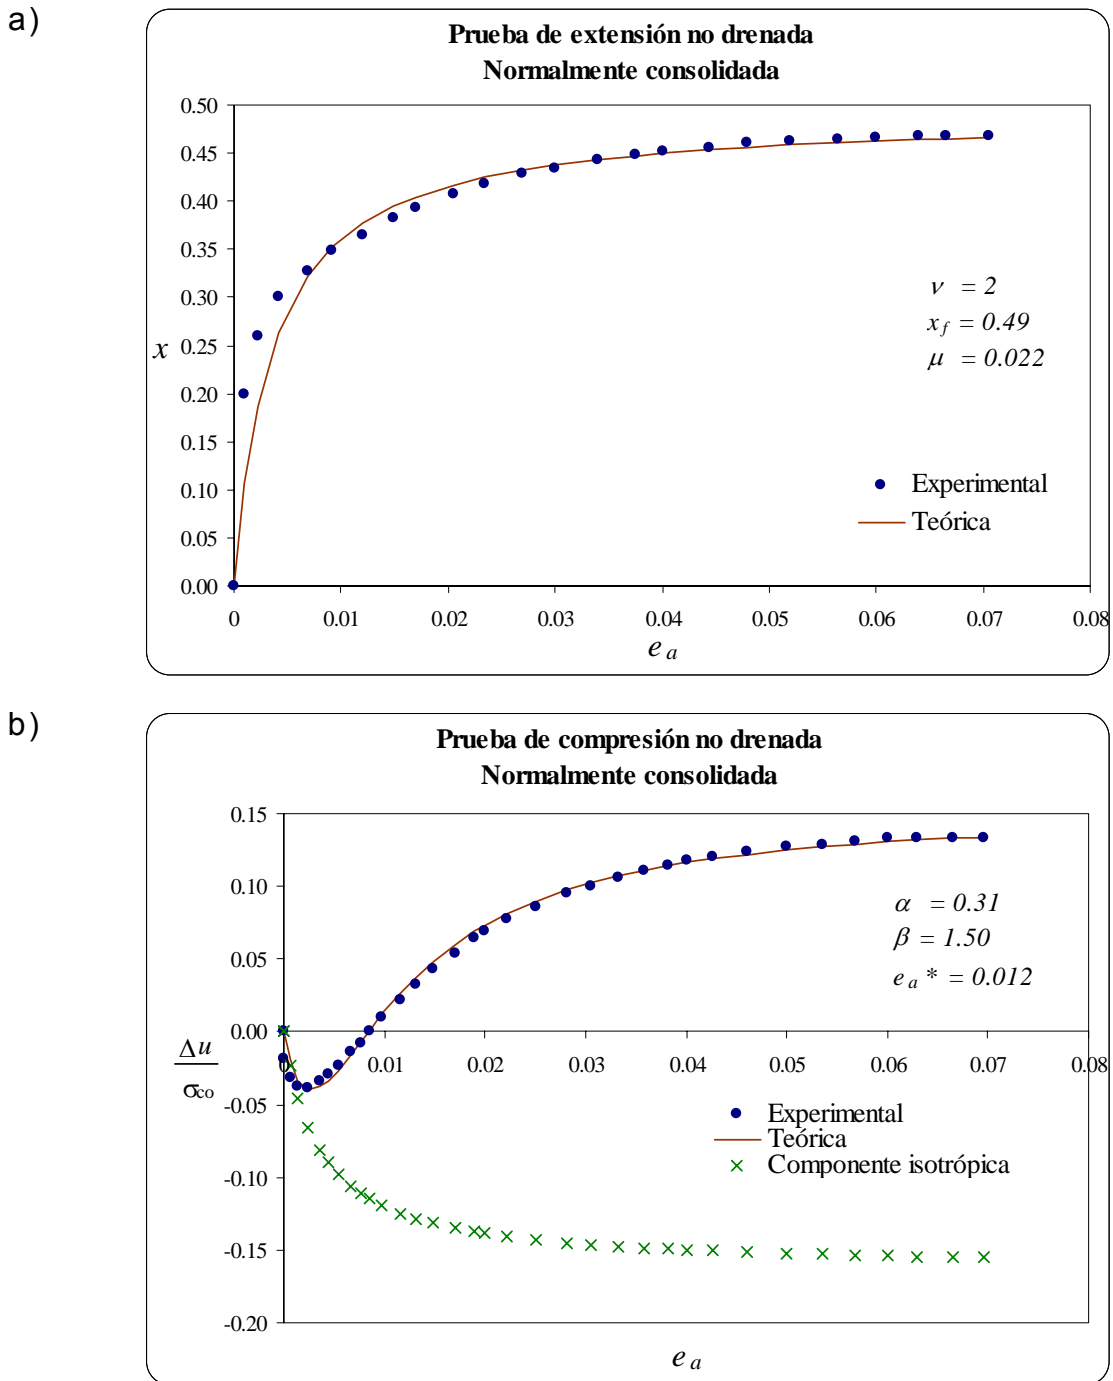 a)
Prueba de extensión no drenada
Normalmente consolidada
0.50
0.45
0.40
0.35
0.30
0.25
0.20
0.15
0.10
0.05
0.00
x
ν = 2
x_f = 0.49
μ = 0.022
Experimental
Teórica
0 0.01 0.02 0.03 0.04 0.05 0.06 0.07 0.08
e_a
b)
Prueba de compresión no drenada
Normalmente consolidada
0.15
0.10
0.05
0.00
-0.05
-0.10
-0.15
-0.20
Δu
σco
α = 0.31
β = 1.50
e_a* = 0.012
0 0.01 0.02 0.03 0.04 0.05 0.06 0.07 0.08
Experimental
Teórica
Componente isotrópica
e_a